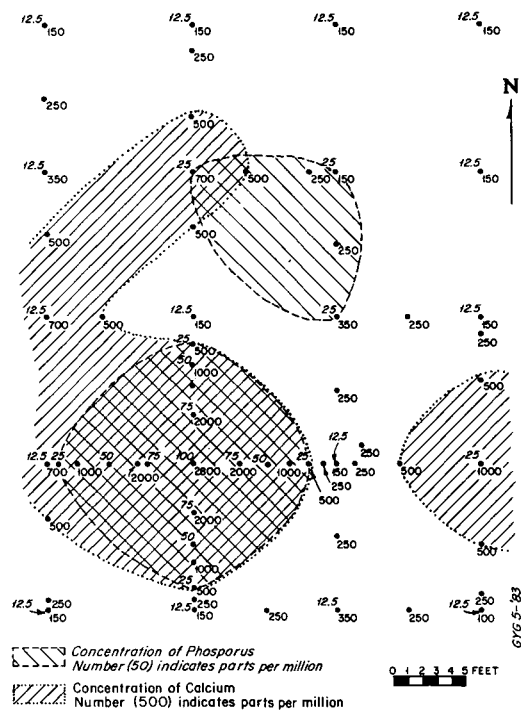 12.5 12.5 12.5 12.5
150 150 150 150
250
250
500
N
12.5 25 25 12.5
350 700 500 250 150 150
500 500 250
12.5 12.5 25 12.5
700 500 150 350 250 150
250
25
500
50
1000 500
250
75
2000
250
12.5 25 50 75 100 75 50 25 12.5 25
700 1000 2000 2800 2000 1000 150 250 500 1000
250
500
75
500 2000
50 250 500
1000
25
500
250 250
12.5 150 12.5 150 250 350 250 12.5 100
GYG 5-'83
Concentration of Phosporus
Number (50) indicates parts per million
Concentration of Calcium
Number (500) indicates parts per million
0 1 2 3 4 5 FEET